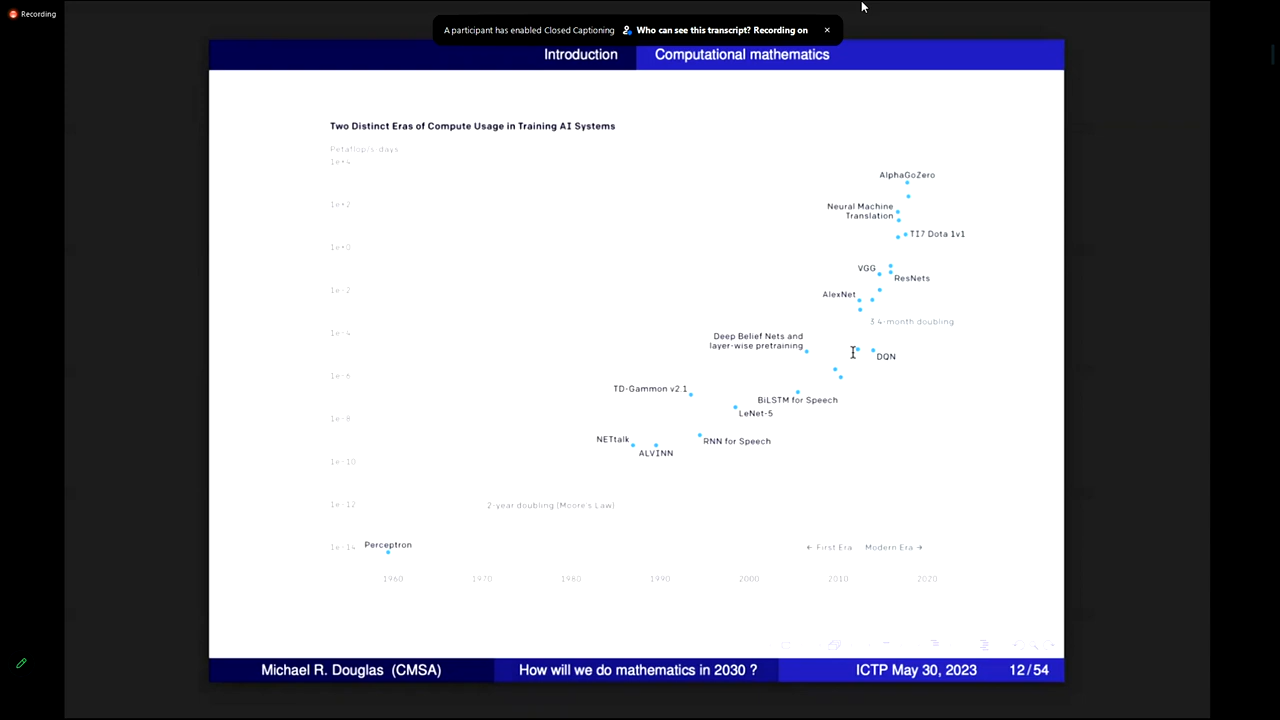 Recording
A participant has enabled Closed Captioning Who can see this transcript? Recording on ×
Introduction Computational mathematics
Two Distinct Eras of Compute Usage in Training AI Systems
Petaflop/s-days
1e+4
AlphaGoZero
1e+2
Neural Machine
Translation
TI7 Dota 1v1
1e+0
VGG
ResNets
1e-2
AlexNet
3.4-month doubling
1e-4
Deep Belief Nets and
layer-wise pretraining
DQN
1e-6
TD-Gammon v2.1
BiLSTM for Speech
LeNet-5
1e-8
NETtalk
RNN for Speech
ALVINN
1e-10
1e-12
2-year doubling (Moore's Law)
1e-14
Perceptron
← First Era Modern Era →
1960 1970 1980 1990 2000 2010 2020
Michael R. Douglas (CMSA) How will we do mathematics in 2030 ? ICTP May 30, 2023 12/54